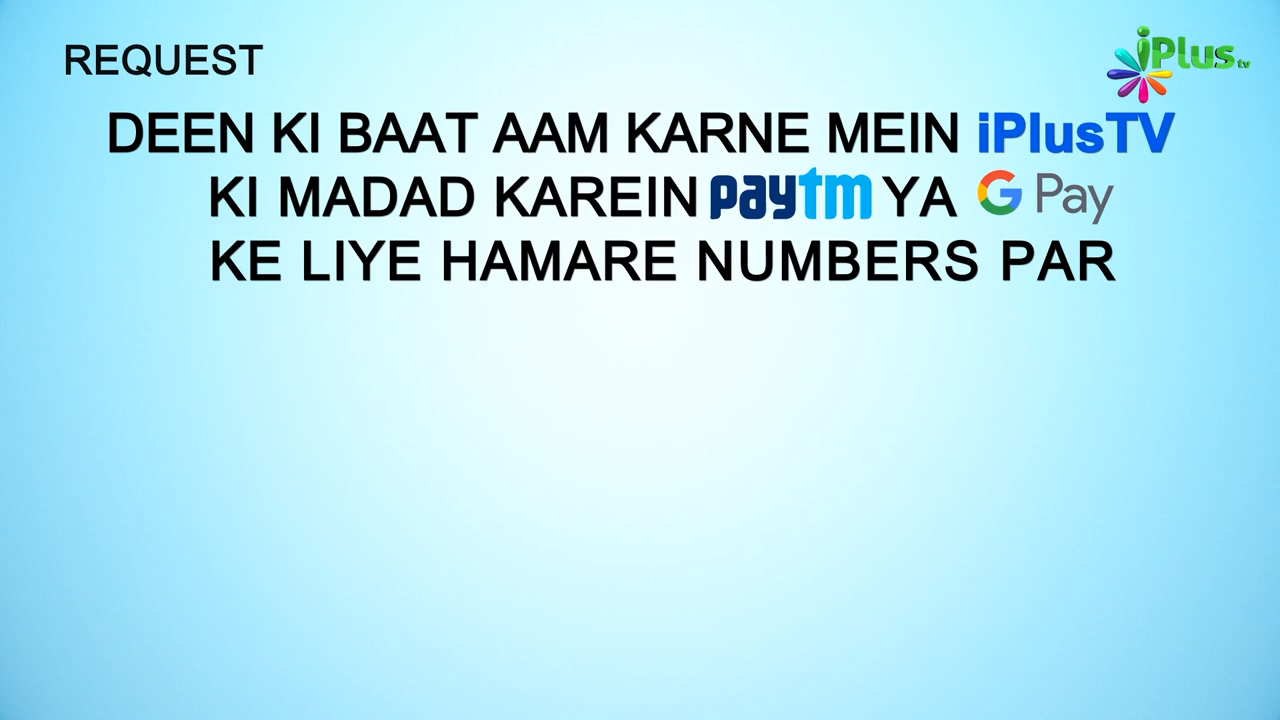 REQUEST
iPlus tv
DEEN KI BAAT AAM KARNE MEIN iPlusTV
KI MADAD KAREIN paytm YA G Pay
KE LIYE HAMARE NUMBERS PAR